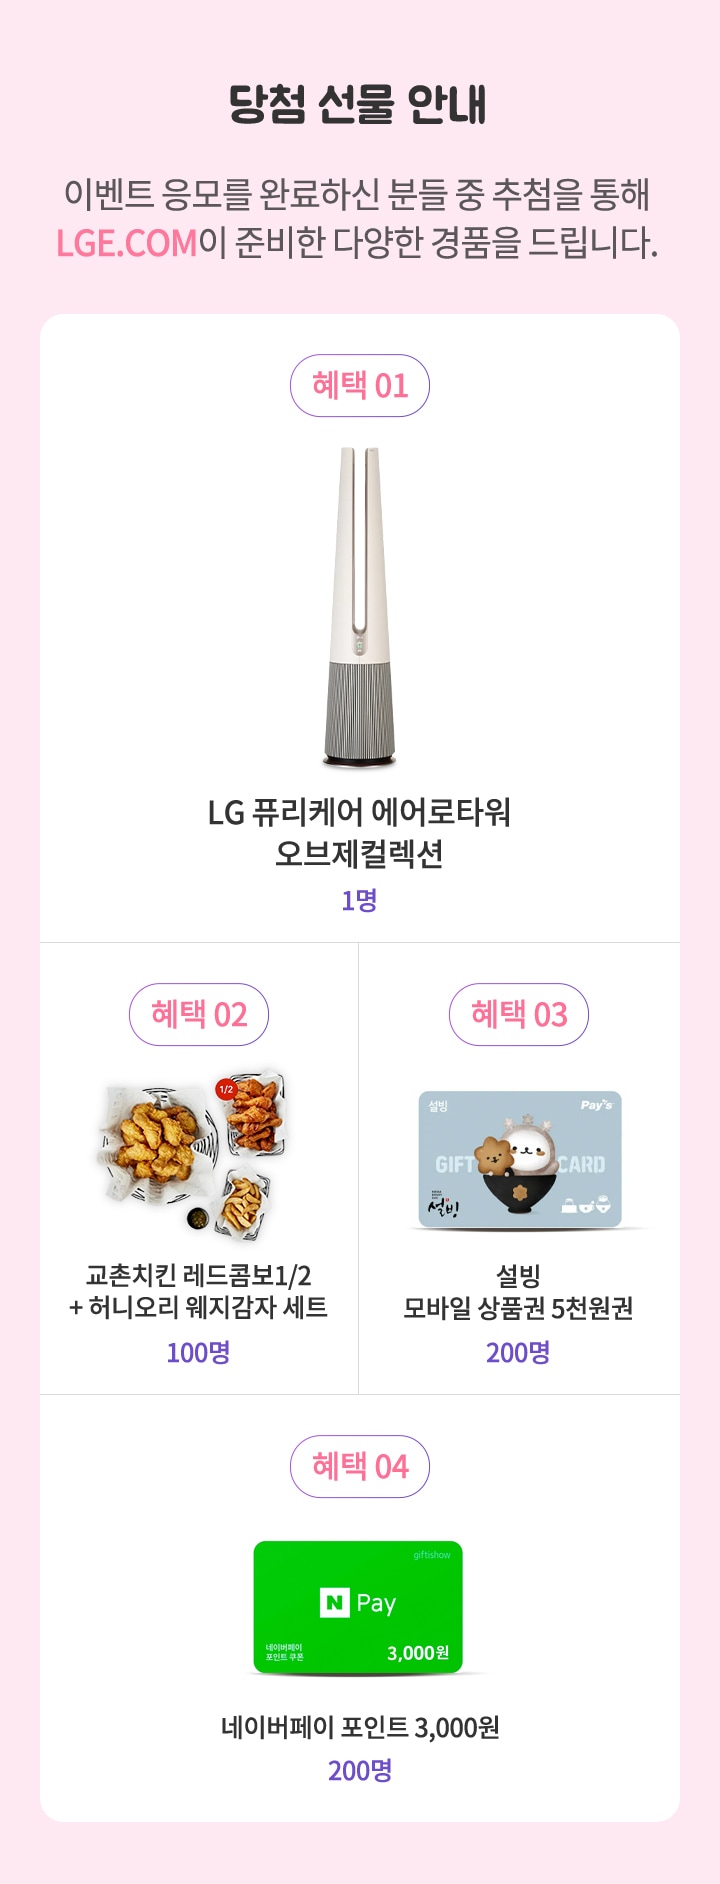 당첨 선물 안내
이벤트 응모를 완료하신 분들 중 추첨을 통해
LGE.COM이 준비한 다양한 경품을 드립니다.
혜택 01
LG 퓨리케어 에어로타워
오브제컬렉션
1명
혜택 02
1/2
교촌치킨 레드콤보1/2
+ 허니오리 웨지감자 세트
100명
혜택 03
설빙
Pay's
GIFT CARD
설빙
설빙
모바일 상품권 5천원권
200명
혜택 04
giftishow
N Pay
네이버페이
포인트 쿠폰
3,000원
네이버페이 포인트 3,000원
200명